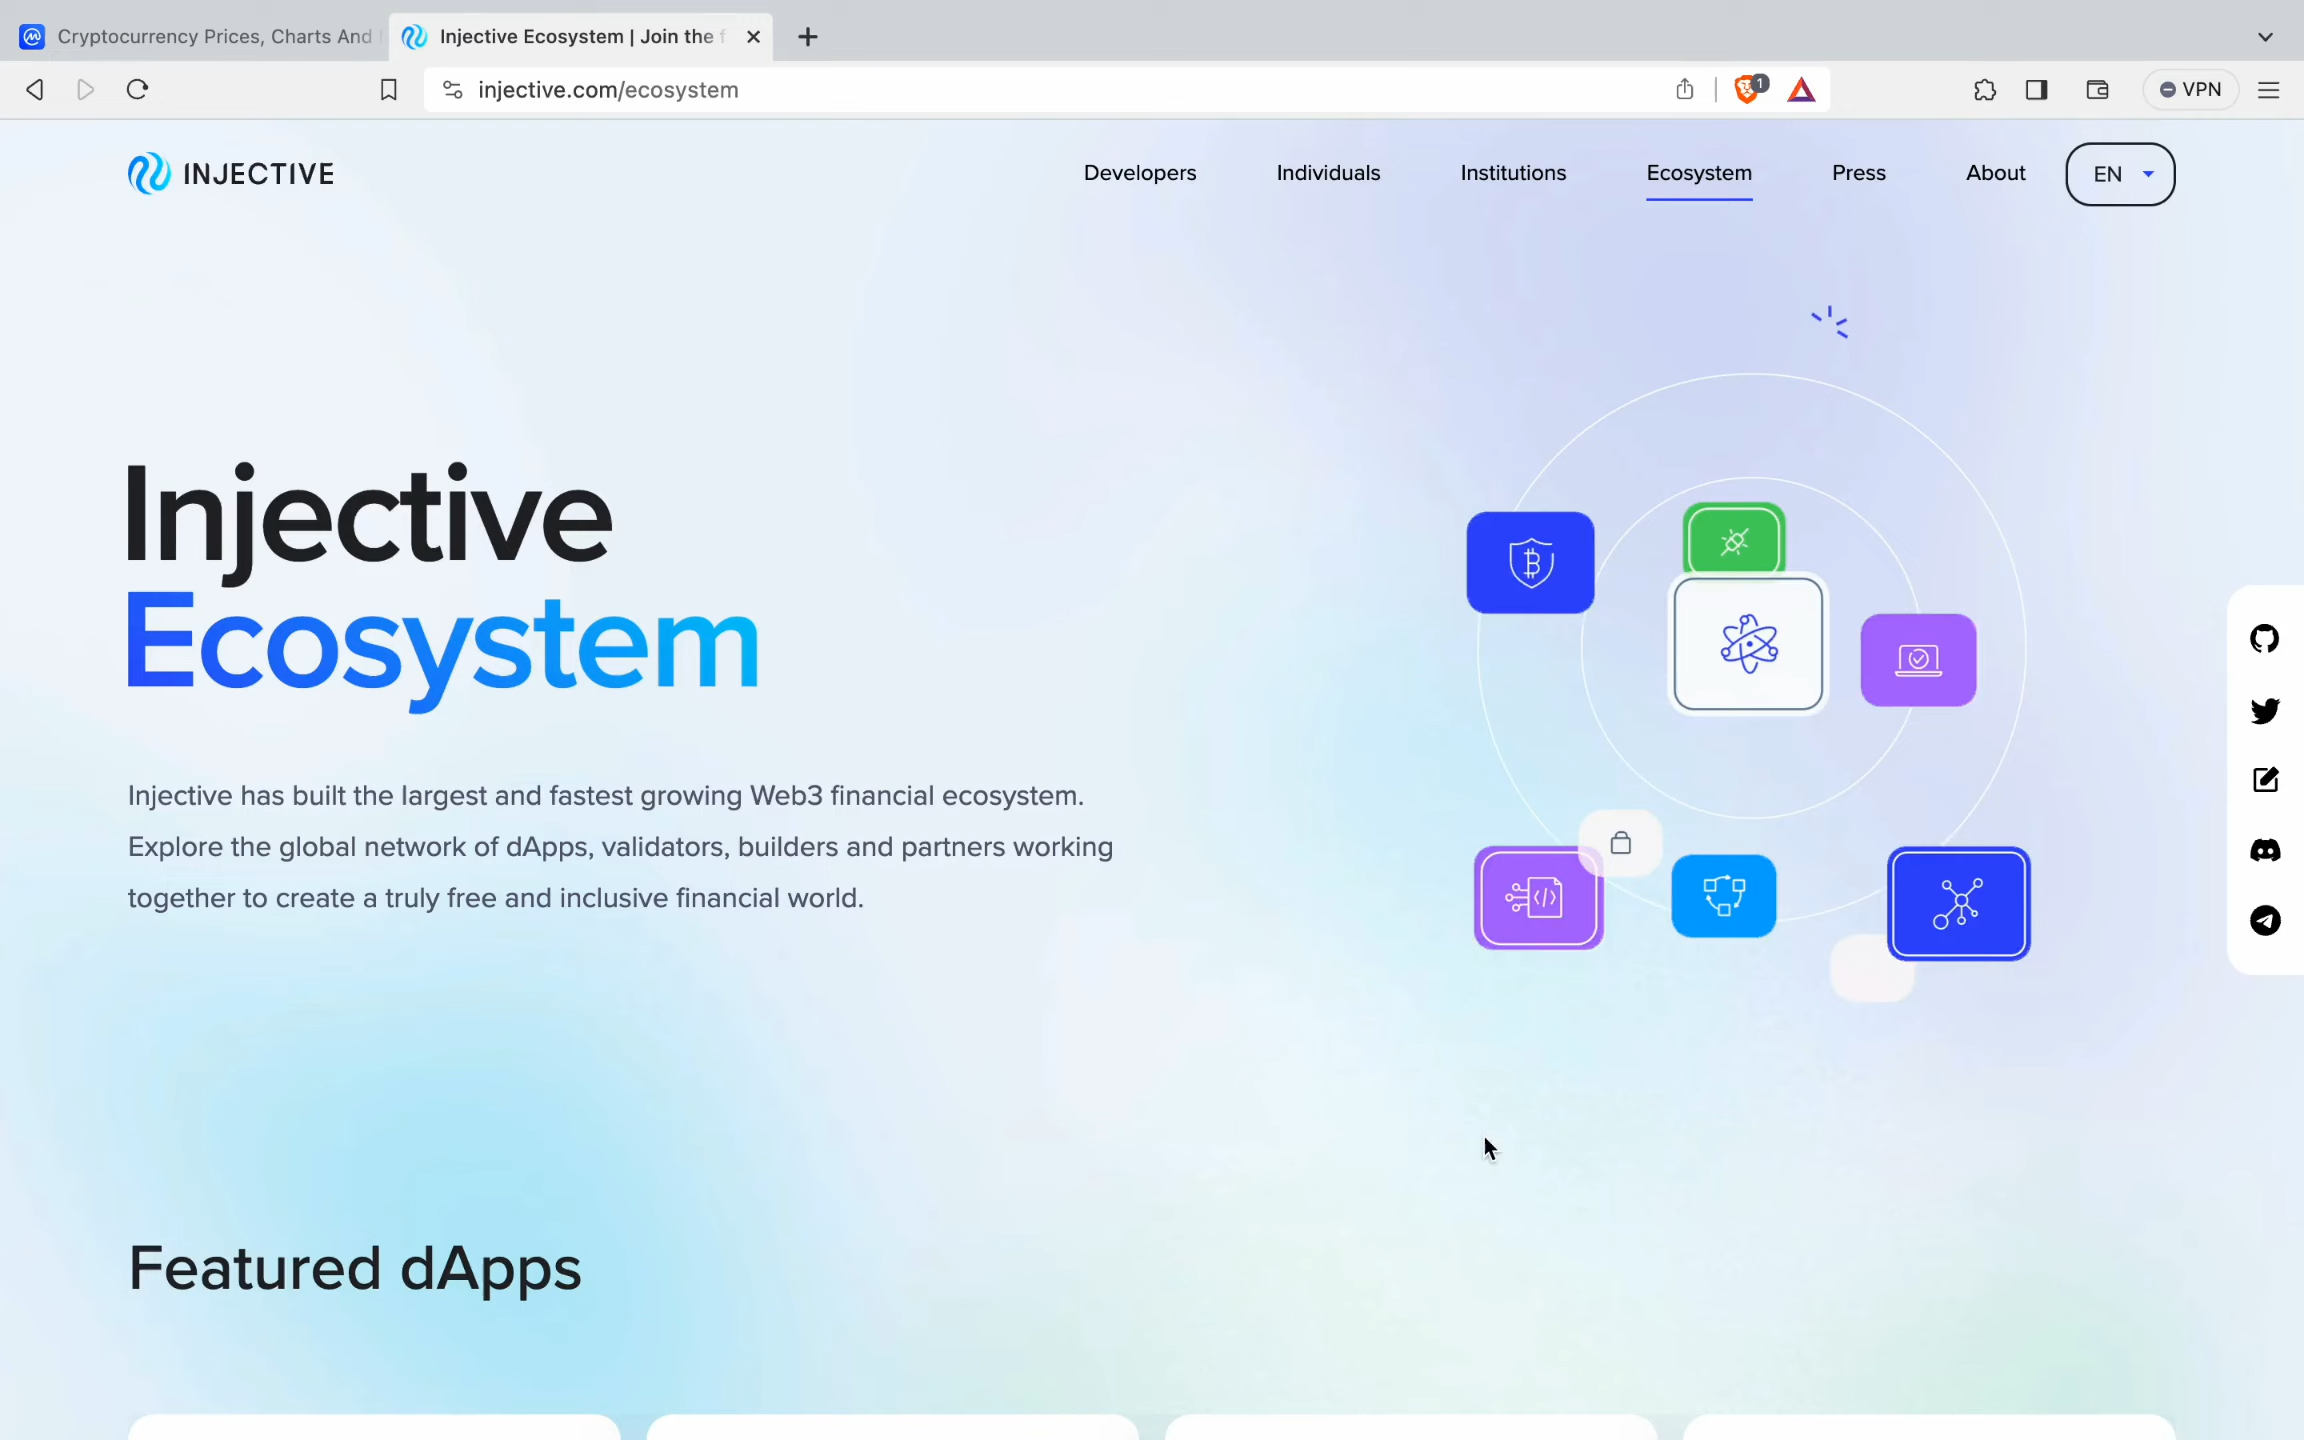 Cryptocurrency Prices, Charts And
Injective Ecosystem | Join the f
injective.com/ecosystem
1
VPN
INJECTIVE
Developers
Individuals
Institutions
Ecosystem
Press
About
EN
Injective
Ecosystem
Injective has built the largest and fastest growing Web3 financial ecosystem.
Explore the global network of dApps, validators, builders and partners working
together to create a truly free and inclusive financial world.
Featured dApps